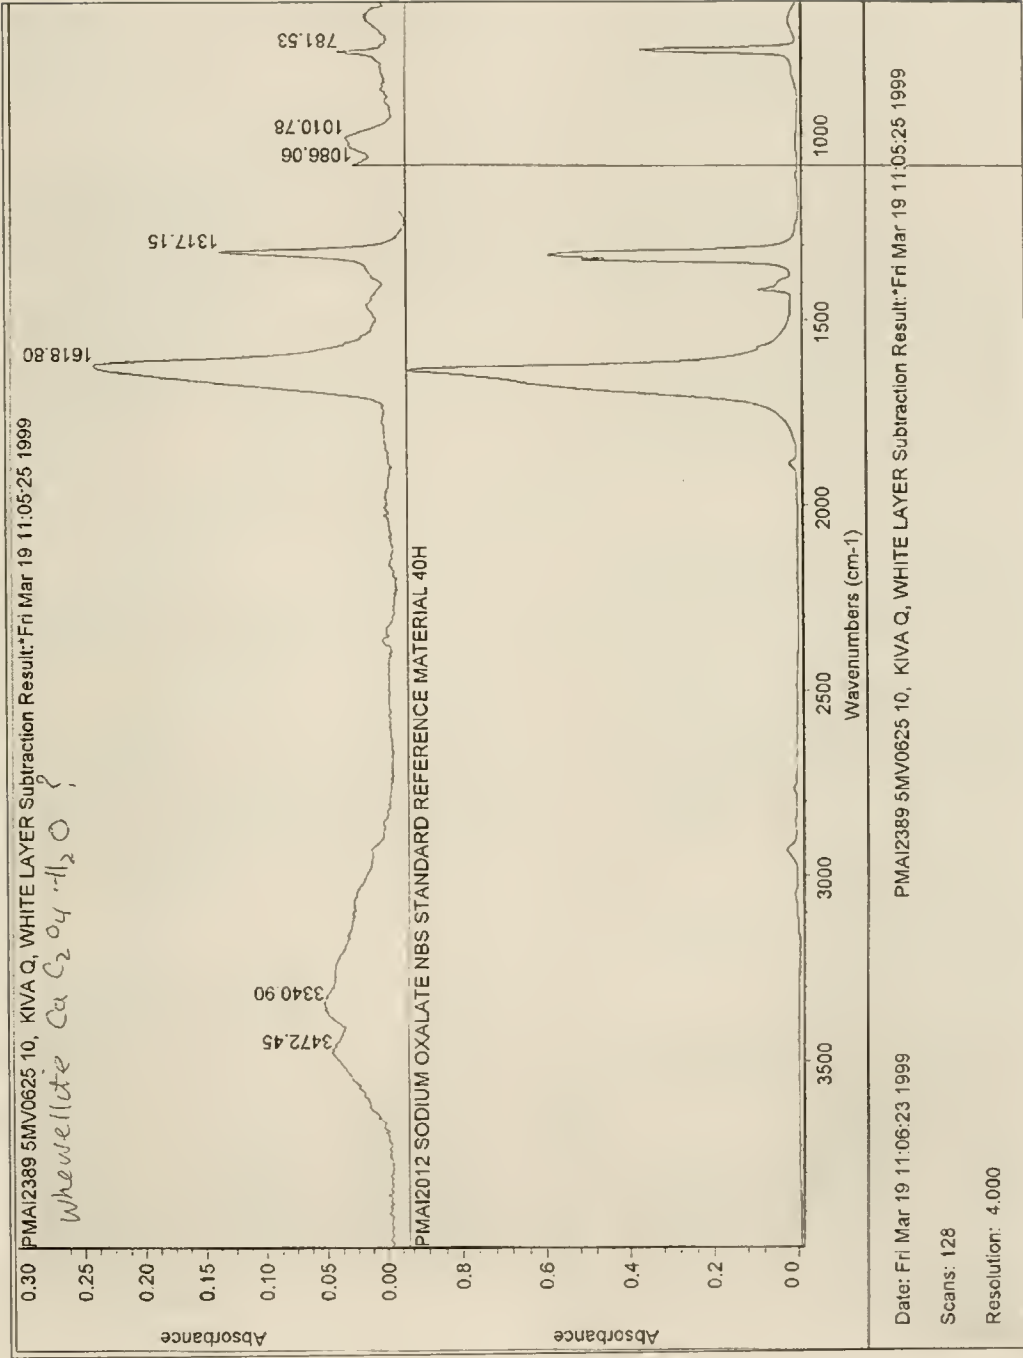 PMAI2389 5MV0625 10, KIVA Q, WHITE LAYER Subtraction Result:*Fri Mar 19 11:05:25 1999
Whewellite Ca C2 O4 · H2O ?
0.30
0.25
0.20
0.15
0.10
0.05
0.00
Absorbance
3472.45
3340.90
1618.80
1317.15
1086.06
1010.78
781.53
PMAI2012 SODIUM OXALATE NBS STANDARD REFERENCE MATERIAL 40H
0.8
0.6
0.4
0.2
0.0
Absorbance
3500
3000
2500
2000
1500
1000
Wavenumbers (cm-1)
Date: Fri Mar 19 11:06:23 1999
PMAI2389 5MV0625 10, KIVA Q, WHITE LAYER Subtraction Result:*Fri Mar 19 11:05:25 1999
Scans: 128
Resolution: 4.000